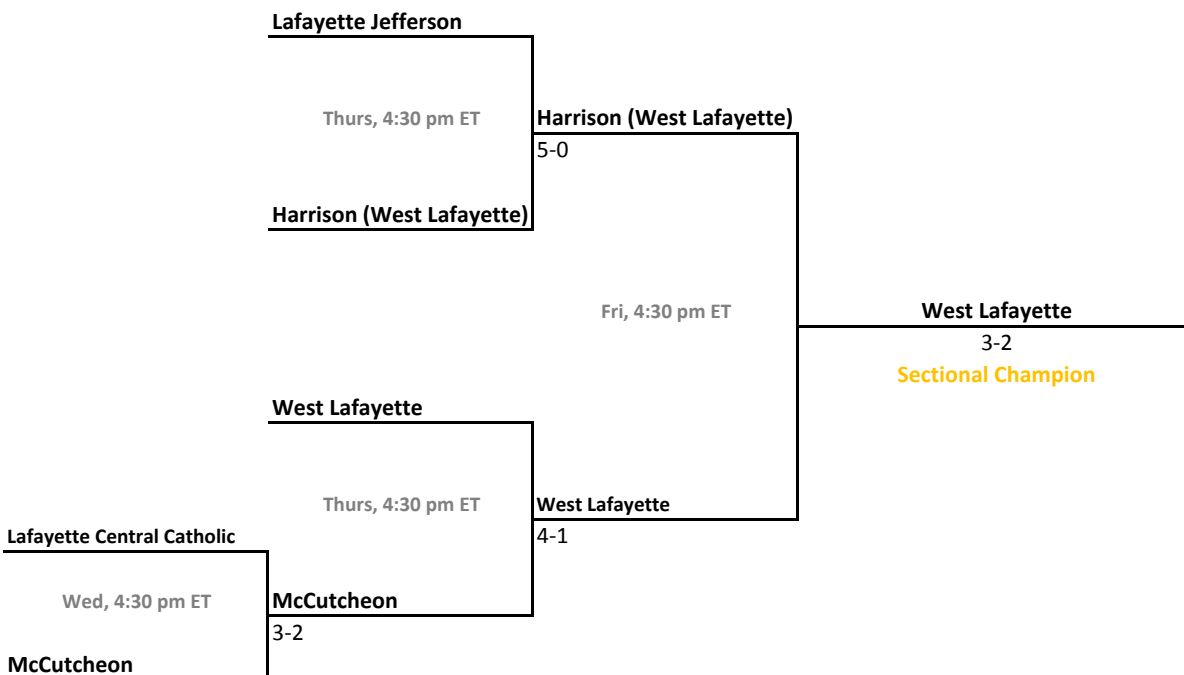 Lafayette Jefferson
Thurs, 4:30 pm ET
Harrison (West Lafayette)
5-0
Harrison (West Lafayette)
Fri, 4:30 pm ET
West Lafayette
3-2
Sectional Champion
West Lafayette
Thurs, 4:30 pm ET
West Lafayette
4-1
Lafayette Central Catholic
Wed, 4:30 pm ET
McCutcheon
3-2
McCutcheon